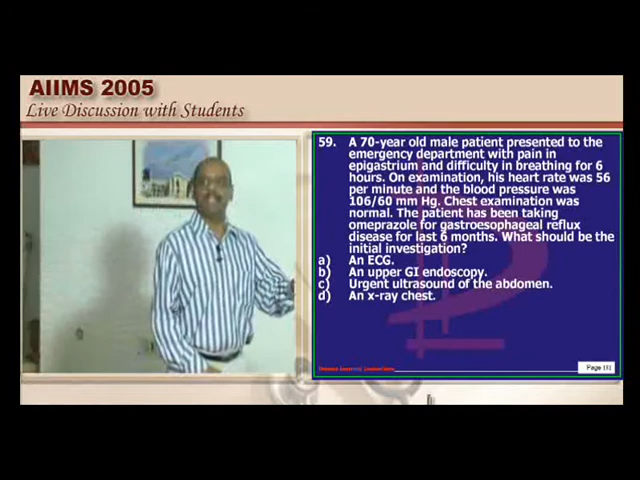 AIIMS 2005
Live Discussion with Students
59. A 70-year old male patient presented to the
emergency department with pain in
epigastrium and difficulty in breathing for 6
hours. On examination, his heart rate was 56
per minute and the blood pressure was
106/60 mm Hg. Chest examination was
normal. The patient has been taking
omeprazole for gastroesophageal reflux
disease for last 6 months. What should be the
initial investigation?
a) An ECG.
b) An upper GI endoscopy.
c) Urgent ultrasound of the abdomen.
d) An x-ray chest.